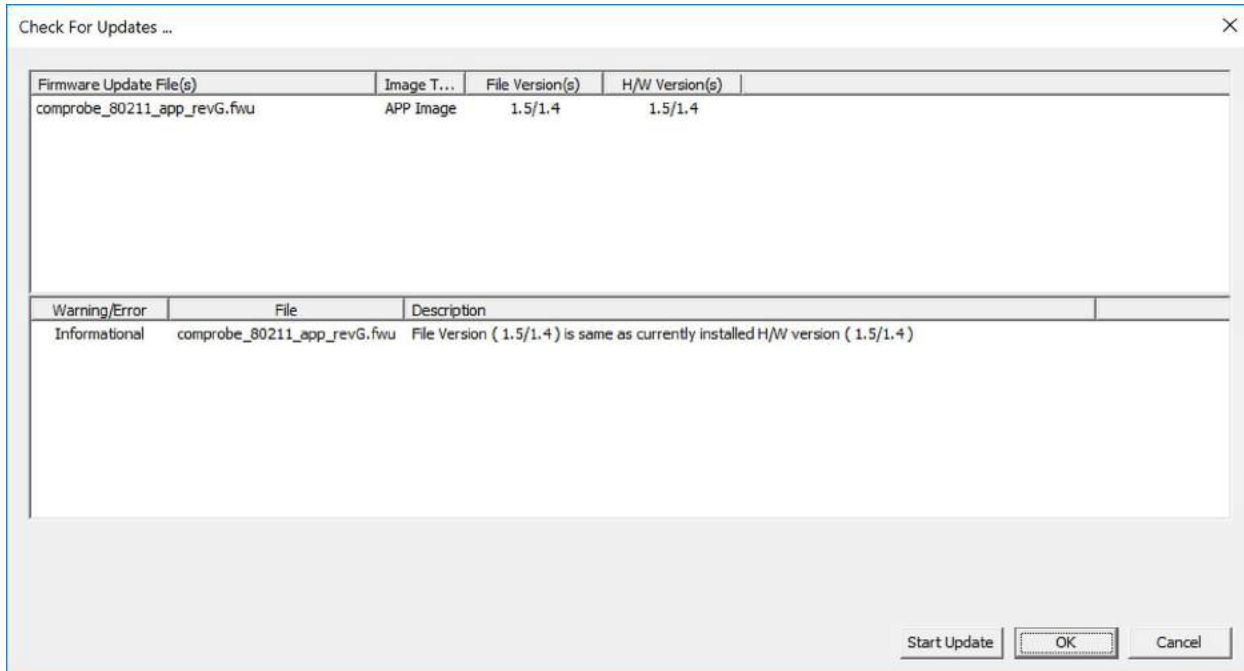 Check For Updates ...
Firmware Update File(s) Image T... File Version(s) H/W Version(s)
comprobe_80211_app_revG.fwu APP Image 1.5/1.4 1.5/1.4
Warning/Error File Description
Informational comprobe_80211_app_revG.fwu File Version ( 1.5/1.4 ) is same as currently installed H/W version ( 1.5/1.4 )
Start Update OK Cancel